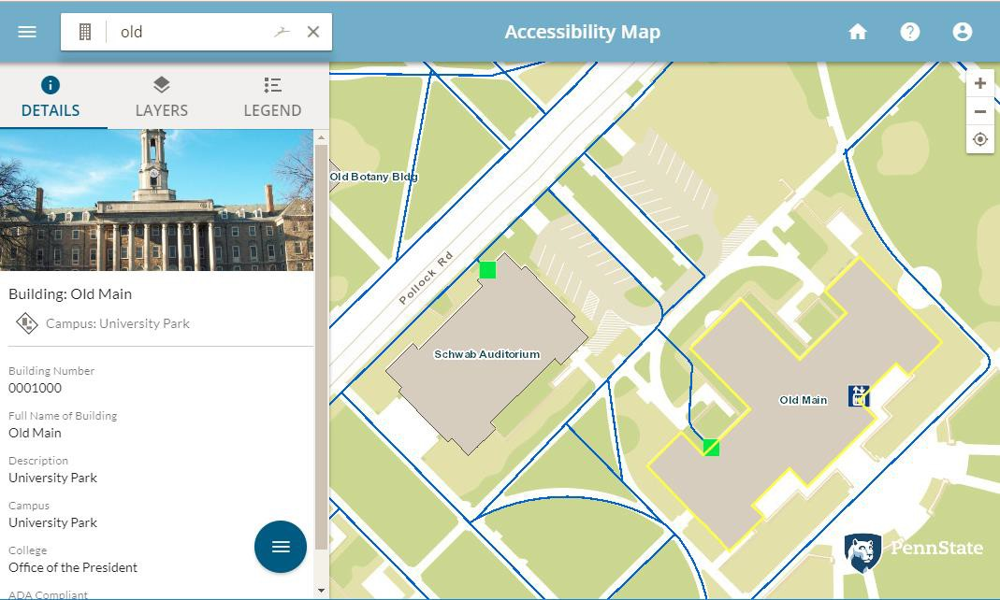 old
Accessibility Map
DETAILS
LAYERS
LEGEND
Building: Old Main
Campus: University Park
Building Number
0001000
Full Name of Building
Old Main
Description
University Park
Campus
University Park
College
Office of the President
ADA Compliant
Old Botany Bldg
Pollock Rd
Schwab Auditorium
Old Main
PennState